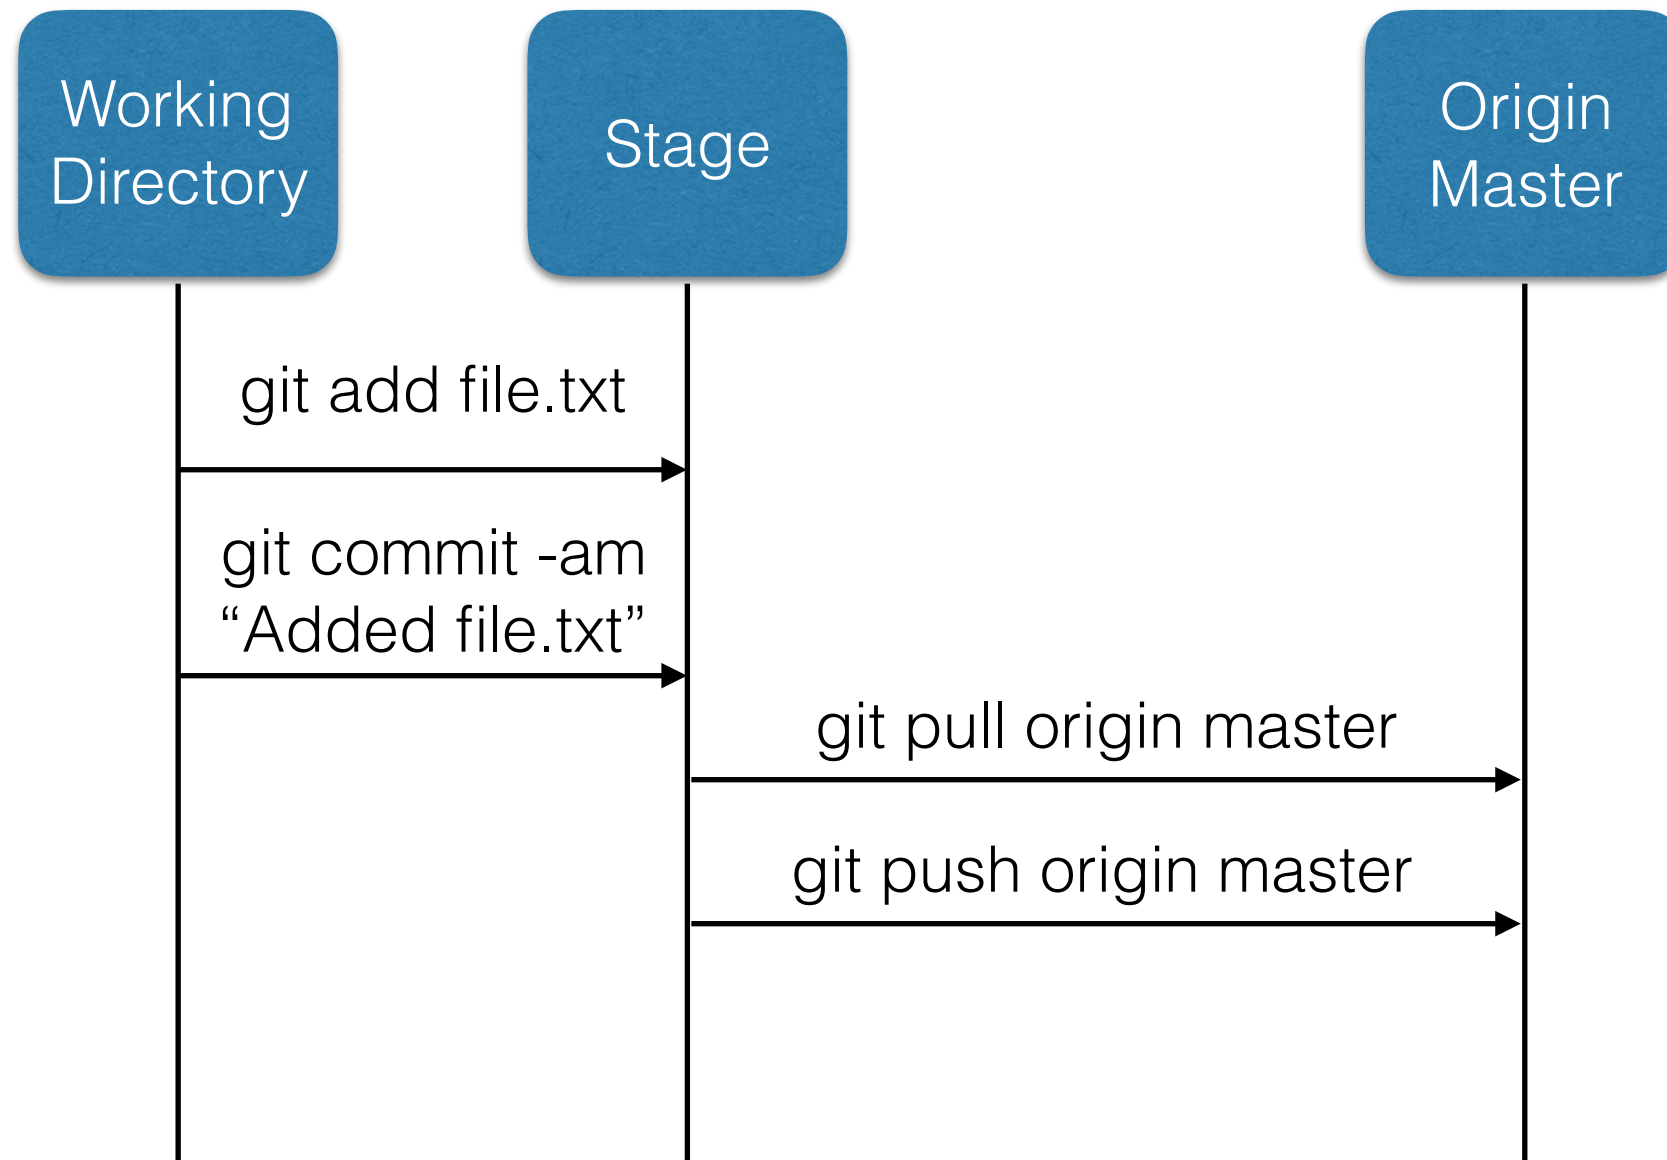 Working
Directory
Stage
Origin
Master
git add file.txt
git commit -am
“Added file.txt”
git pull origin master
git push origin master